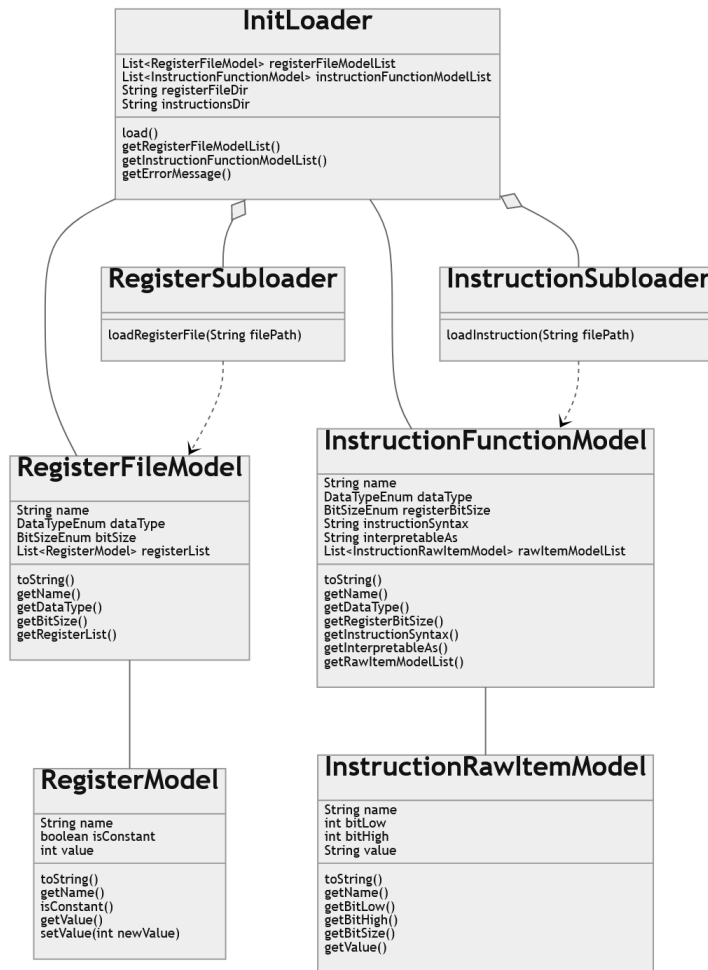 InitLoader
List<RegisterFileModel> registerFileModelList
List<InstructionFunctionModel> instructionFunctionModelList
String registerFileDir
String instructionsDir
load()
getRegisterFileModelList()
getInstructionFunctionModelList()
getErrorMessage()
RegisterSubloader
loadRegisterFile(String filePath)
InstructionSubloader
loadInstruction(String filePath)
RegisterFileModel
String name
DataTypeEnum dataType
BitSizeEnum bitSize
List<RegisterModel> registerList
toString()
getName()
getDataType()
getBitSize()
getRegisterList()
InstructionFunctionModel
String name
DataTypeEnum dataType
BitSizeEnum registerBitSize
String instructionSyntax
String interpretableAs
List<InstructionRawItemModel> rawItemModelList
toString()
getName()
getDataType()
getRegisterBitSize()
getInstructionSyntax()
getInterpretableAs()
getRawItemModelList()
RegisterModel
String name
boolean isConstant
int value
toString()
getName()
isConstant()
getValue()
setValue(int newValue)
InstructionRawItemModel
String name
int bitLow
int bitHigh
String value
toString()
getName()
getBitLow()
getBitHigh()
getBitSize()
getValue()